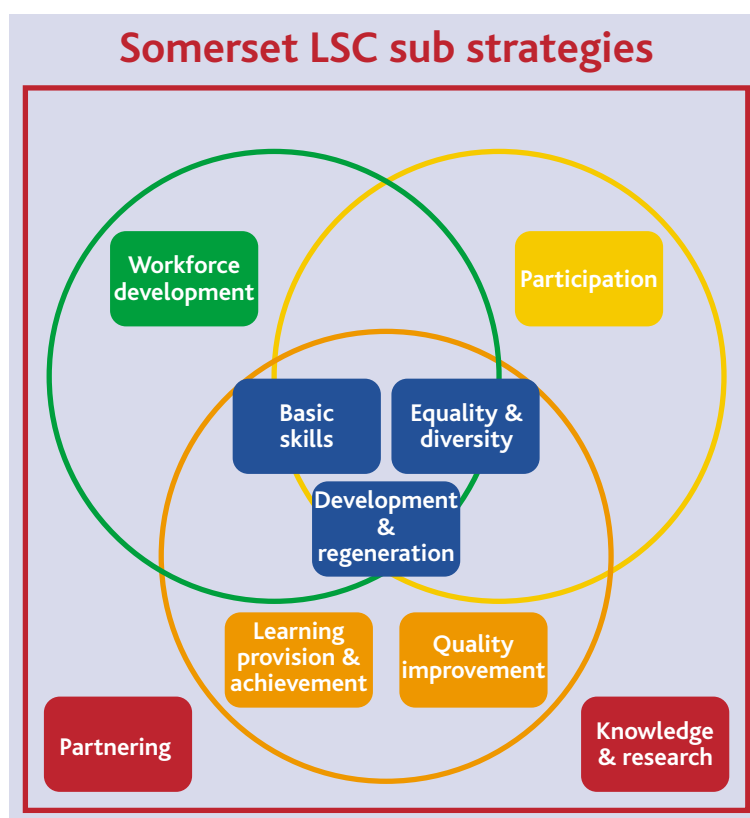 Somerset LSC sub strategies
Workforce
development
Participation
Basic
skills
Equality &
diversity
Development
&
regeneration
Learning
provision &
achievement
Quality
improvement
Partnering
Knowledge
& research